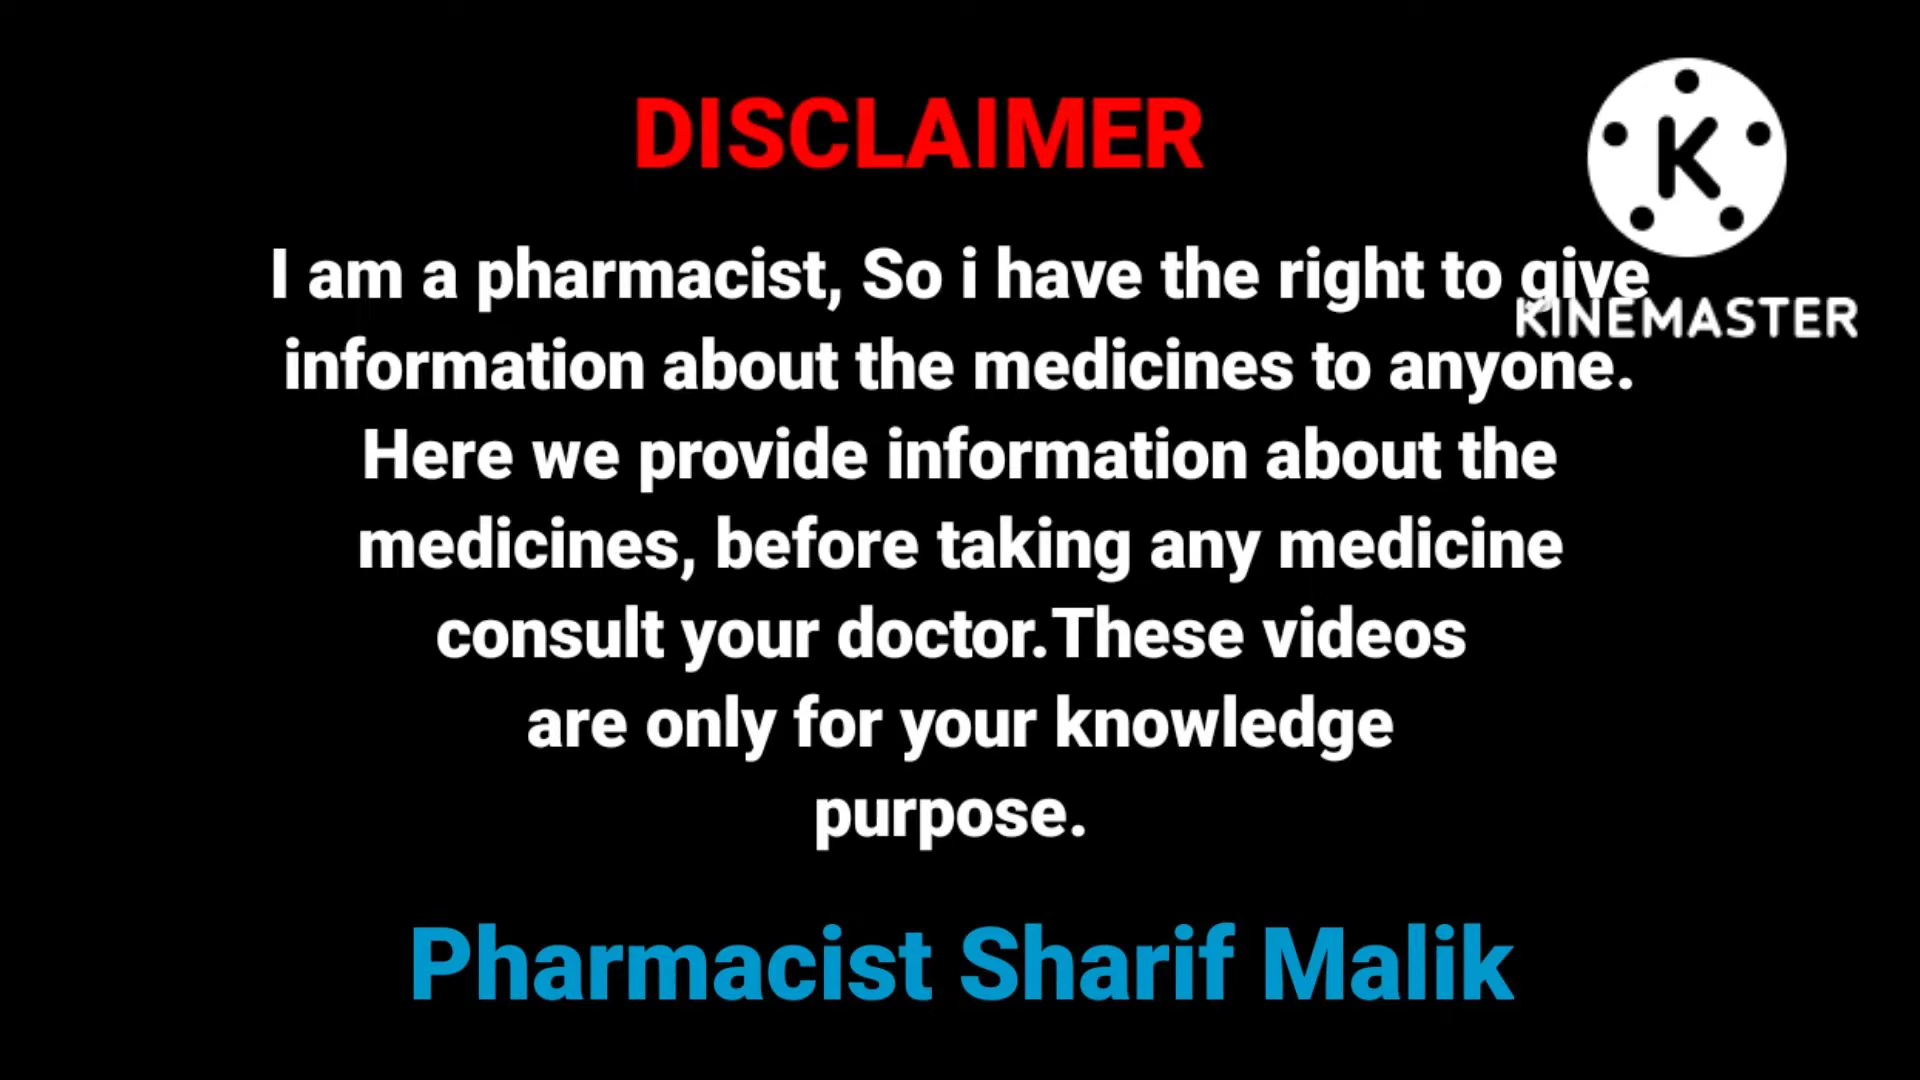 DISCLAIMER
K
I am a pharmacist, So i have the right to give
KINEMASTER
information about the medicines to anyone.
Here we provide information about the
medicines, before taking any medicine
consult your doctor.These videos
are only for your knowledge
purpose.
Pharmacist Sharif Malik